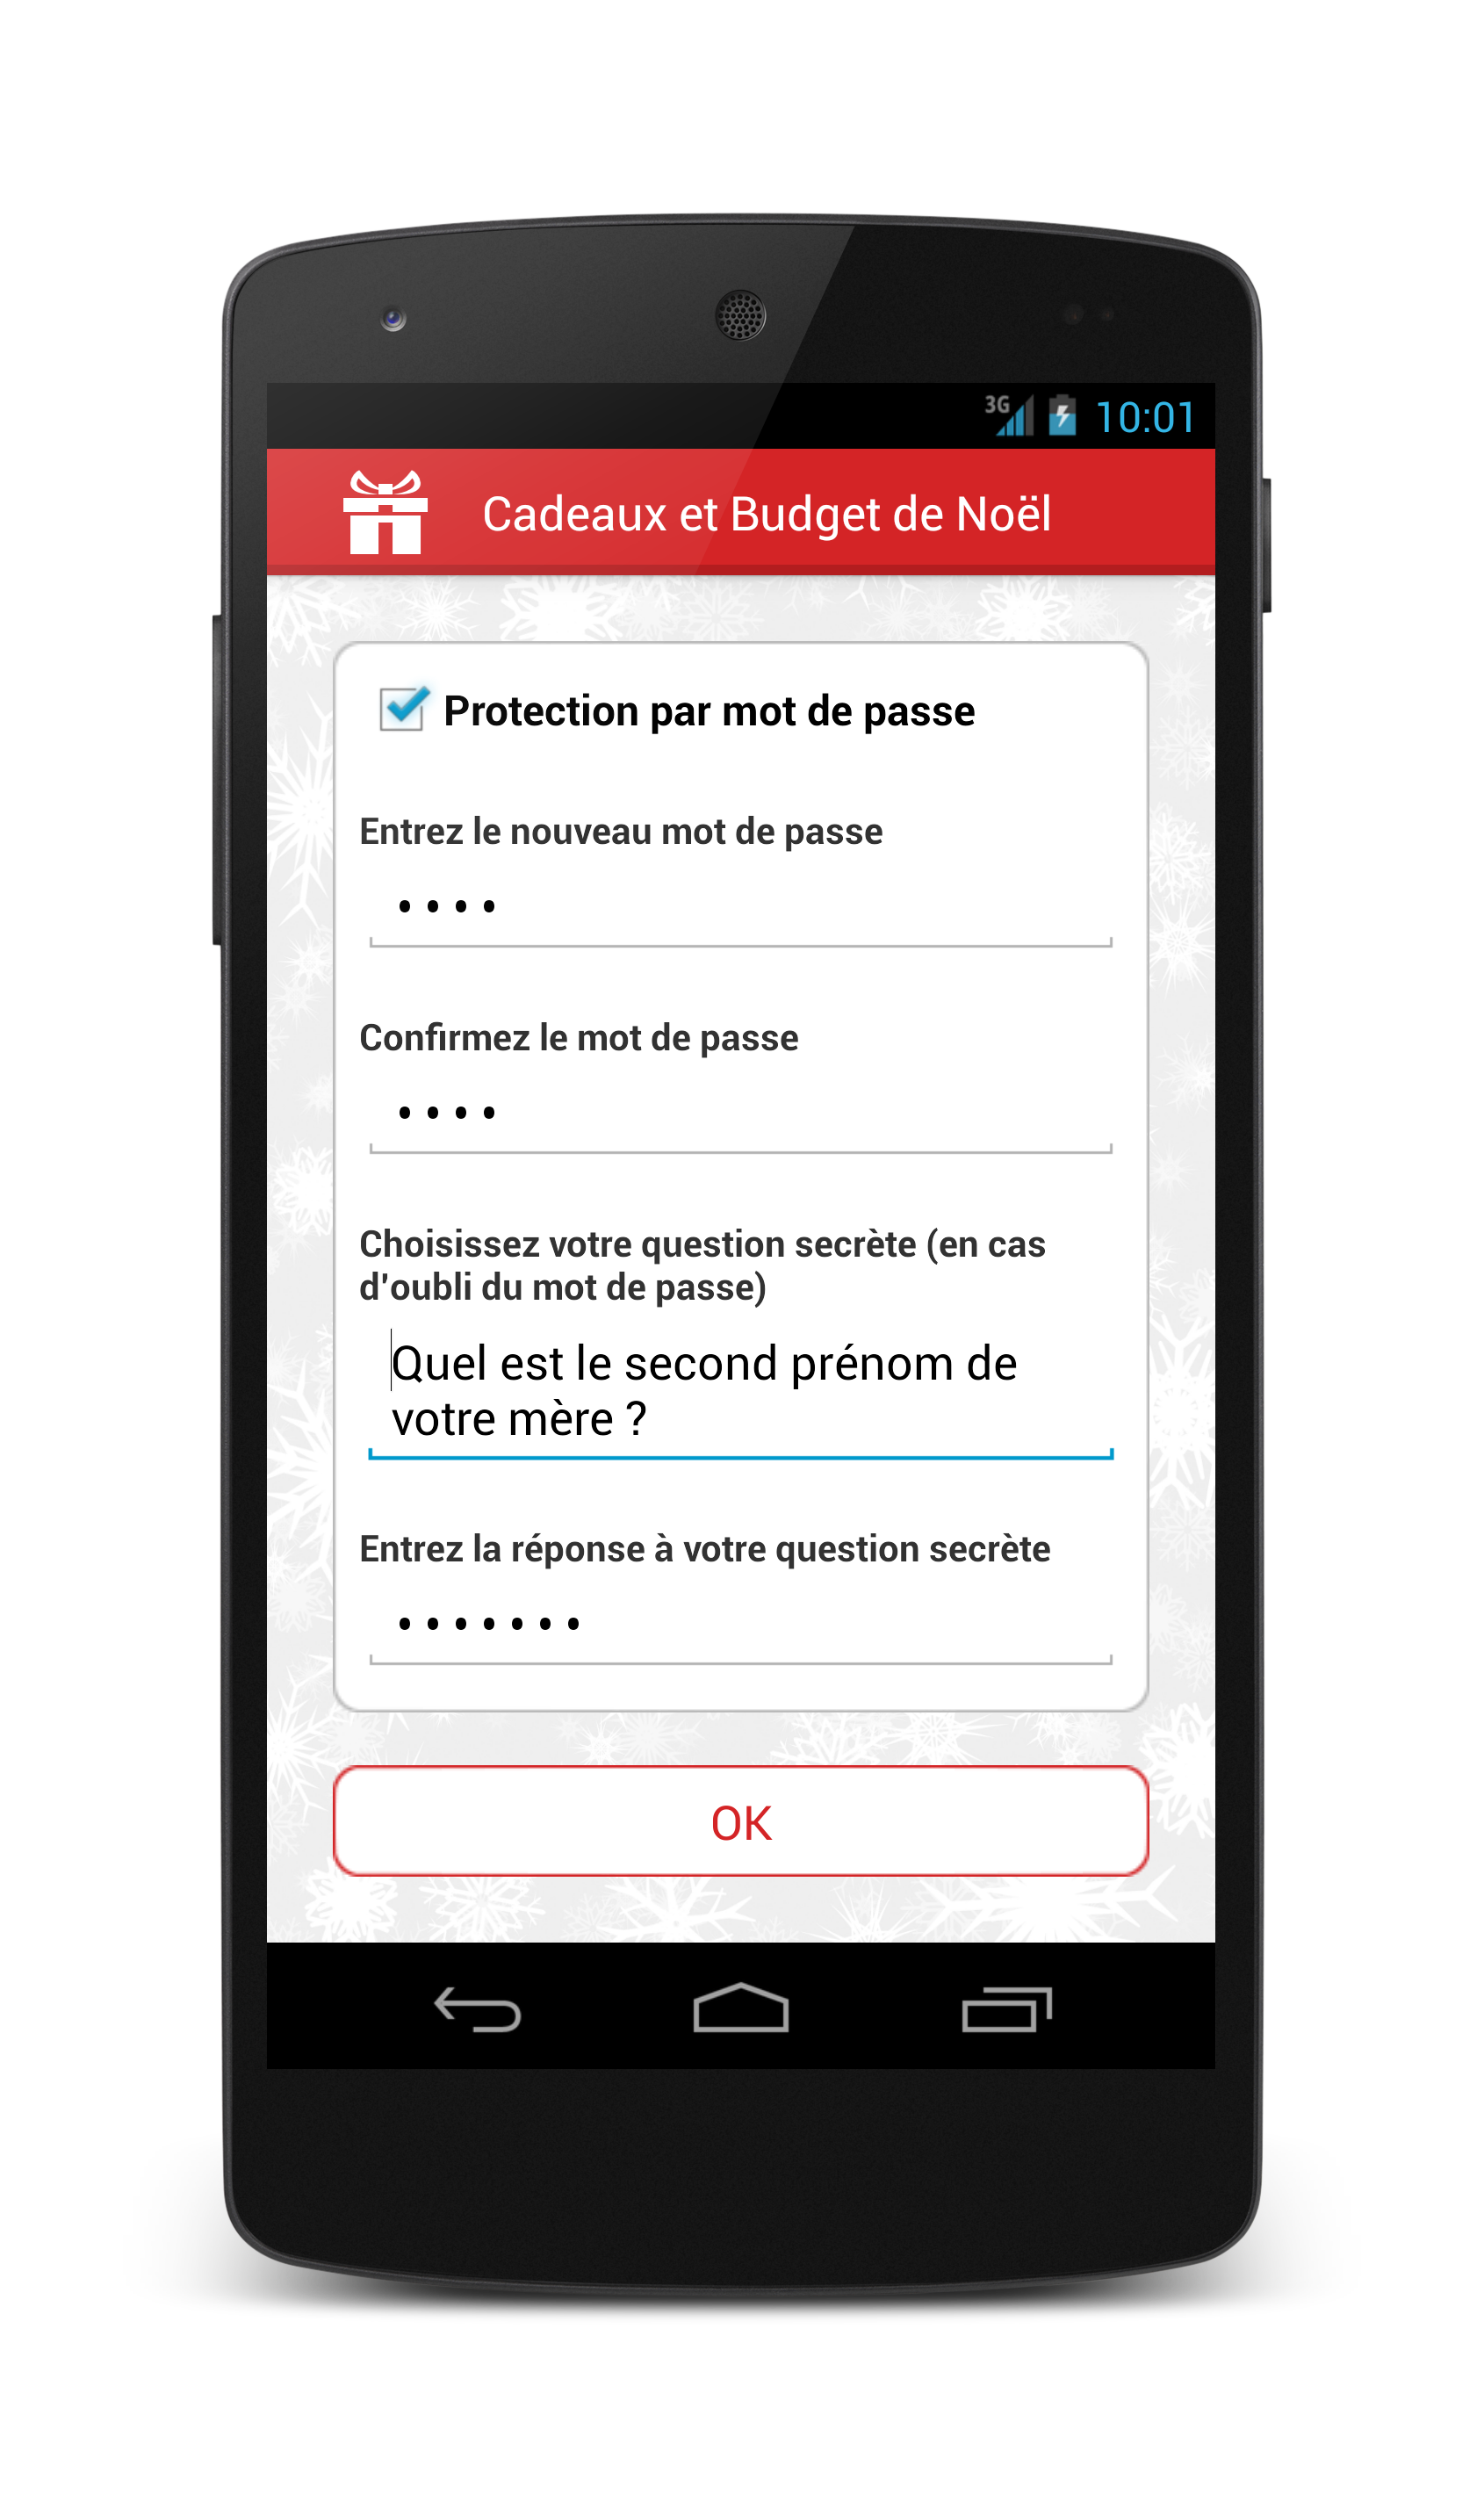 3G 10:01
Cadeaux et Budget de Noël
Protection par mot de passe
Entrez le nouveau mot de passe
••••
Confirmez le mot de passe
••••
Choisissez votre question secrète (en cas
d'oubli du mot de passe)
Quel est le second prénom de
votre mère ?
Entrez la réponse à votre question secrète
•••••••
OK